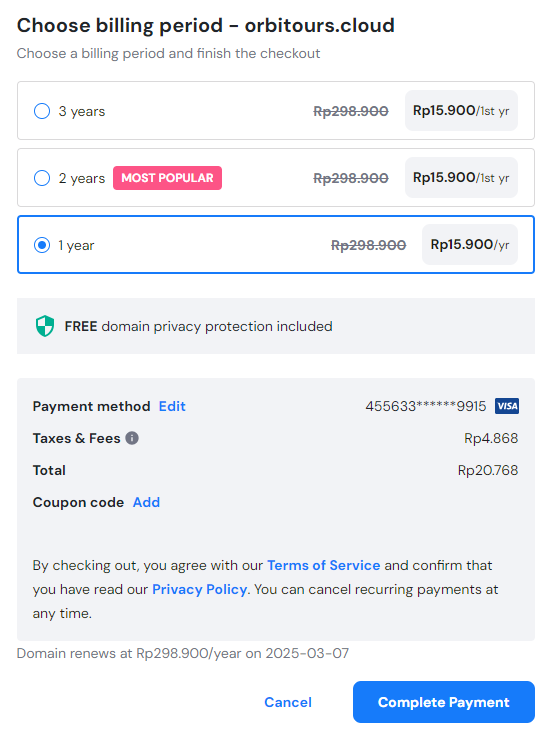 Choose billing period - orbitours.cloud
Choose a billing period and finish the checkout
3 years Rp298.900 Rp15.900/1st yr
2 years MOST POPULAR Rp298.900 Rp15.900/1st yr
1 year Rp298.900 Rp15.900/yr
FREE domain privacy protection included
Payment method Edit 455633******9915 VISA
Taxes & Fees i Rp4.868
Total Rp20.768
Coupon code Add
By checking out, you agree with our Terms of Service and confirm that
you have read our Privacy Policy. You can cancel recurring payments at
any time.
Domain renews at Rp298.900/year on 2025-03-07
Cancel Complete Payment